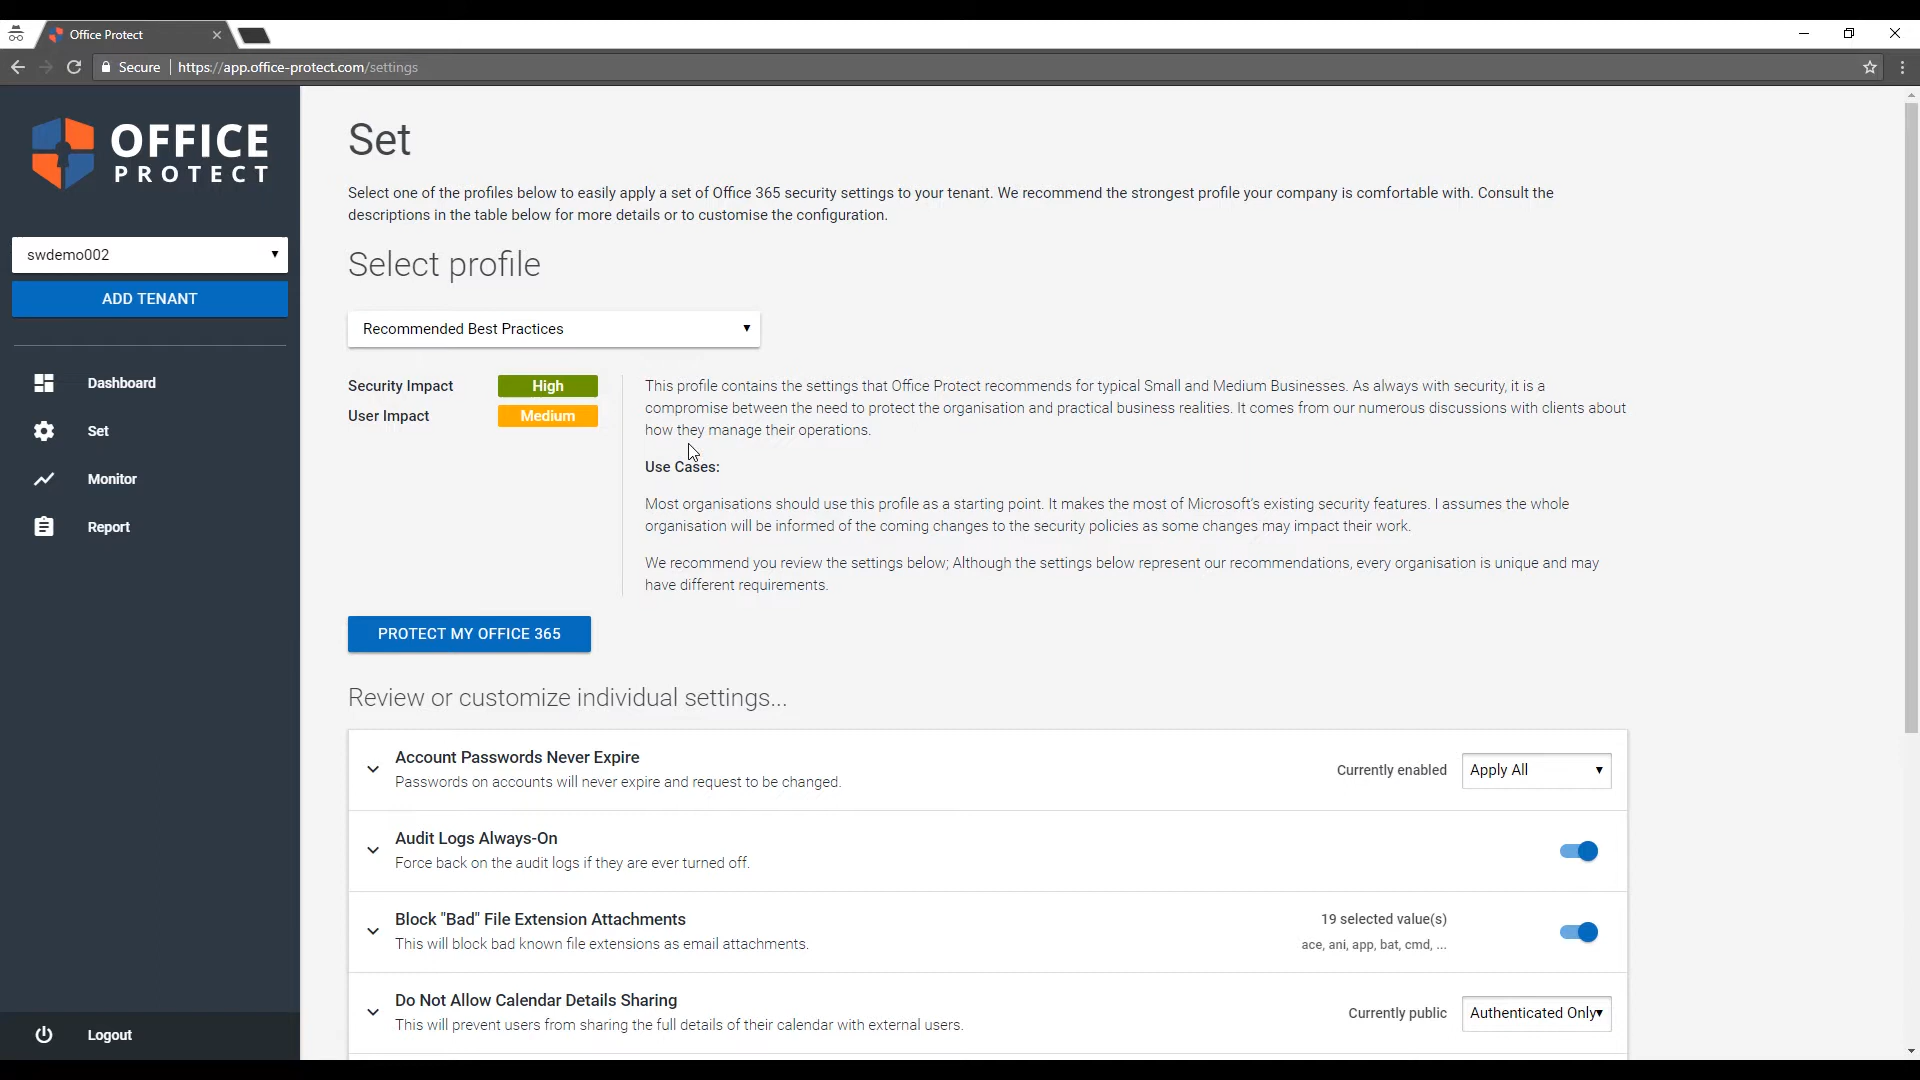 Office Protect
Secure
https://app.office-protect.com/settings
OFFICE
PROTECT
swdemo002
ADD TENANT
Dashboard
Set
Monitor
Report
Logout
Set
Select one of the profiles below to easily apply a set of Office 365 security settings to your tenant. We recommend the strongest profile your company is comfortable with. Consult the
descriptions in the table below for more details or to customise the configuration.
Select profile
Recommended Best Practices
Security Impact High
User Impact Medium
This profile contains the settings that Office Protect recommends for typical Small and Medium Businesses. As always with security, it is a
compromise between the need to protect the organisation and practical business realities. It comes from our numerous discussions with clients about
how they manage their operations.
Use Cases:
Most organisations should use this profile as a starting point. It makes the most of Microsoft's existing security features. I assumes the whole
organisation will be informed of the coming changes to the security policies as some changes may impact their work.
We recommend you review the settings below; Although the settings below represent our recommendations, every organisation is unique and may
have different requirements.
PROTECT MY OFFICE 365
Review or customize individual settings...
Account Passwords Never Expire
Passwords on accounts will never expire and request to be changed.
Currently enabled Apply All
Audit Logs Always-On
Force back on the audit logs if they are ever turned off.
Block "Bad" File Extension Attachments
This will block bad known file extensions as email attachments.
19 selected value(s)
ace, ani, app, bat, cmd, ...
Do Not Allow Calendar Details Sharing
This will prevent users from sharing the full details of their calendar with external users.
Currently public Authenticated Only